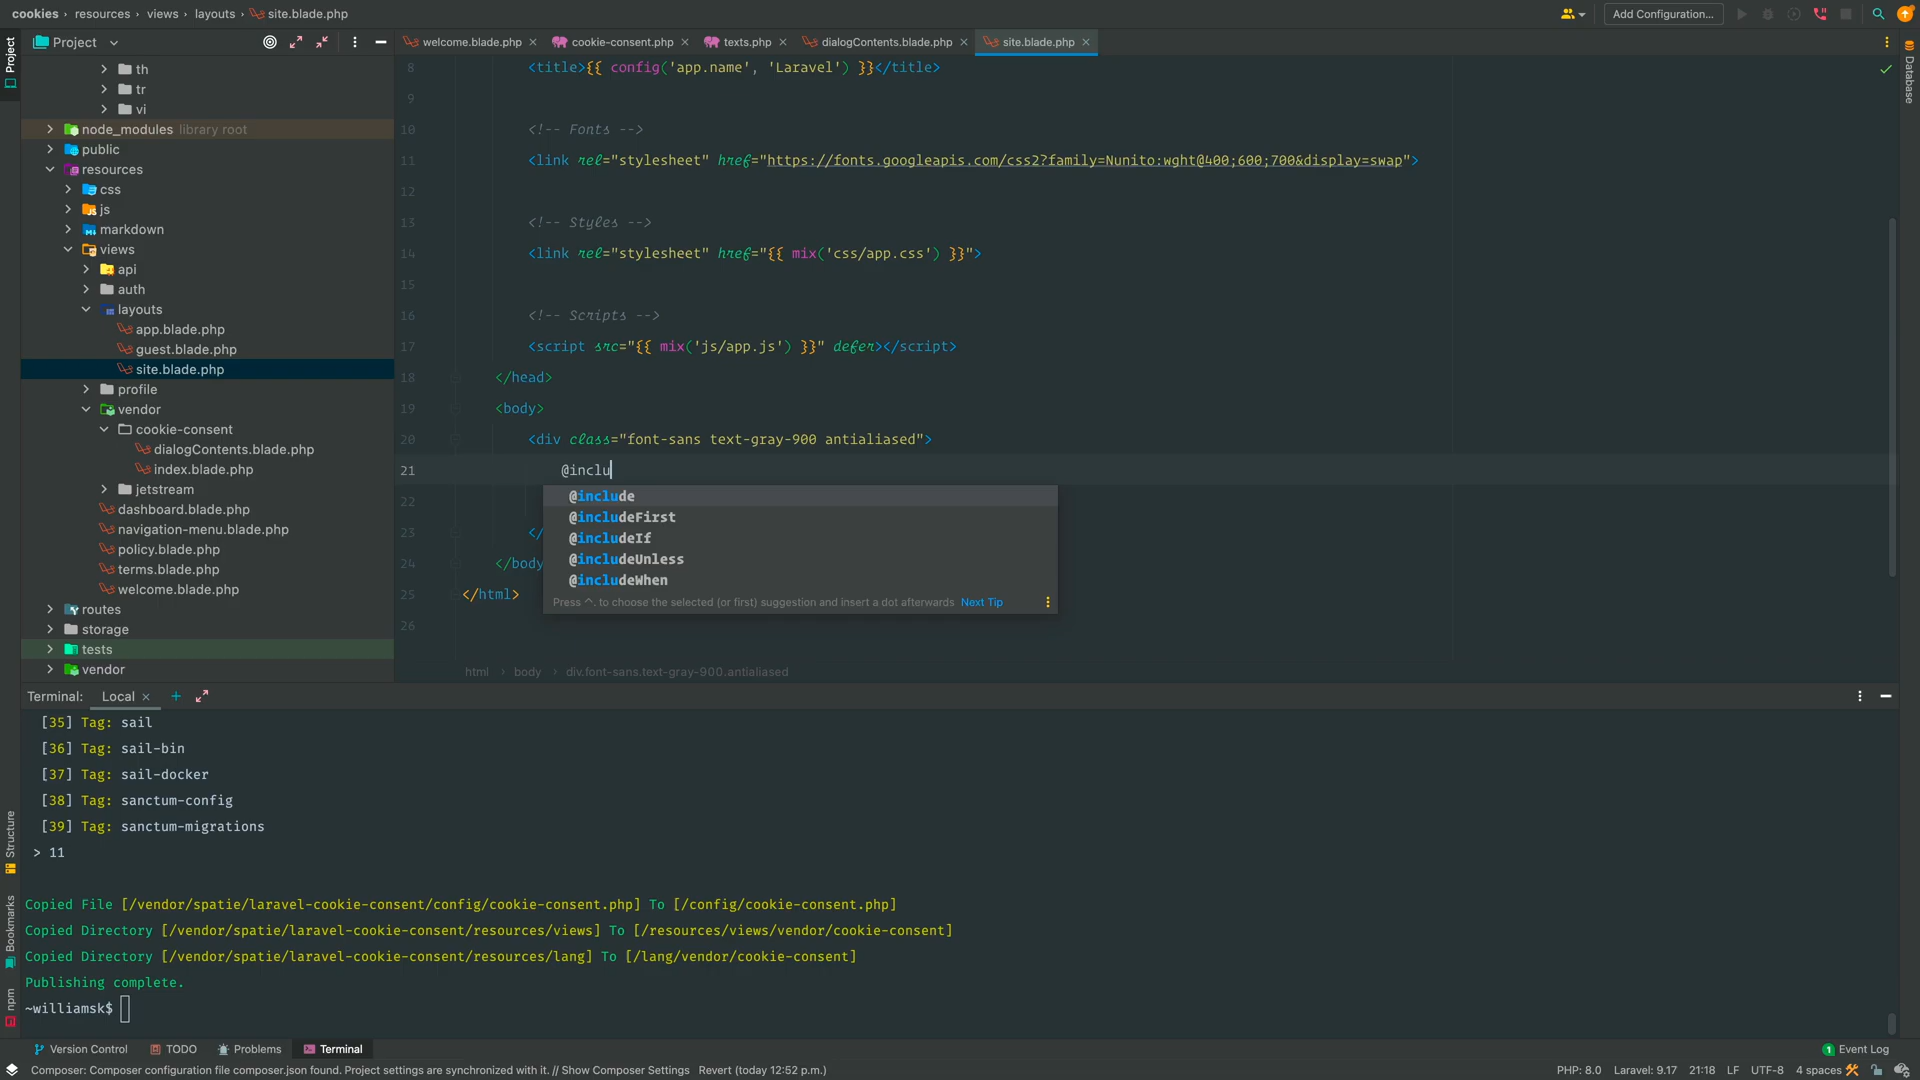 cookies › resources › views › layouts › site.blade.php
Add Configuration...
Project
Project
welcome.blade.php
cookie-consent.php
texts.php
dialogContents.blade.php
site.blade.php
Database
th
tr
vi
node_modules library root
public
resources
css
js
markdown
views
api
auth
layouts
app.blade.php
guest.blade.php
site.blade.php
profile
vendor
cookie-consent
dialogContents.blade.php
index.blade.php
jetstream
dashboard.blade.php
navigation-menu.blade.php
policy.blade.php
terms.blade.php
welcome.blade.php
routes
storage
tests
vendor
8 <title>{{ config('app.name', 'Laravel') }}</title>
9
10 <!-- Fonts -->
11 <link rel="stylesheet" href="https://fonts.googleapis.com/css2?family=Nunito:wght@400;600;700&display=swap">
12
13 <!-- Styles -->
14 <link rel="stylesheet" href="{{ mix('css/app.css') }}">
15
16 <!-- Scripts -->
17 <script src="{{ mix('js/app.js') }}" defer></script>
18 </head>
19 <body>
20 <div class="font-sans text-gray-900 antialiased">
21 @inclu
22
23 </
24 </body
25 </html>
26
@include
@includeFirst
@includeIf
@includeUnless
@includeWhen
Press ^. to choose the selected (or first) suggestion and insert a dot afterwards Next Tip
html › body › div.font-sans.text-gray-900.antialiased
Terminal: Local
[35] Tag: sail
[36] Tag: sail-bin
[37] Tag: sail-docker
[38] Tag: sanctum-config
[39] Tag: sanctum-migrations
> 11
Copied File [/vendor/spatie/laravel-cookie-consent/config/cookie-consent.php] To [/config/cookie-consent.php]
Copied Directory [/vendor/spatie/laravel-cookie-consent/resources/views] To [/resources/views/vendor/cookie-consent]
Copied Directory [/vendor/spatie/laravel-cookie-consent/resources/lang] To [/lang/vendor/cookie-consent]
Publishing complete.
~williamsk$
Structure
Bookmarks
npm
Version Control
TODO
Problems
Terminal
1 Event Log
Composer: Composer configuration file composer.json found. Project settings are synchronized with it. // Show Composer Settings Revert (today 12:52 p.m.)
PHP: 8.0 Laravel: 9.17 21:18 LF UTF-8 4 spaces